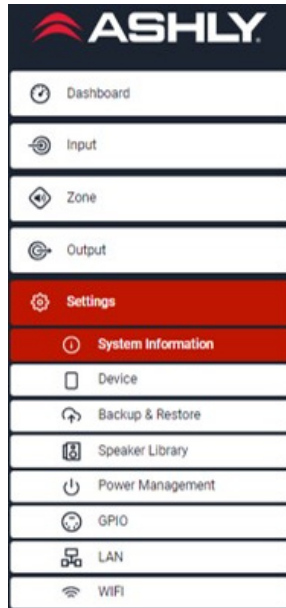 ASHLY
Dashboard
Input
Zone
Output
Settings
System Information
Device
Backup & Restore
Speaker Library
Power Management
GPIO
LAN
WIFI